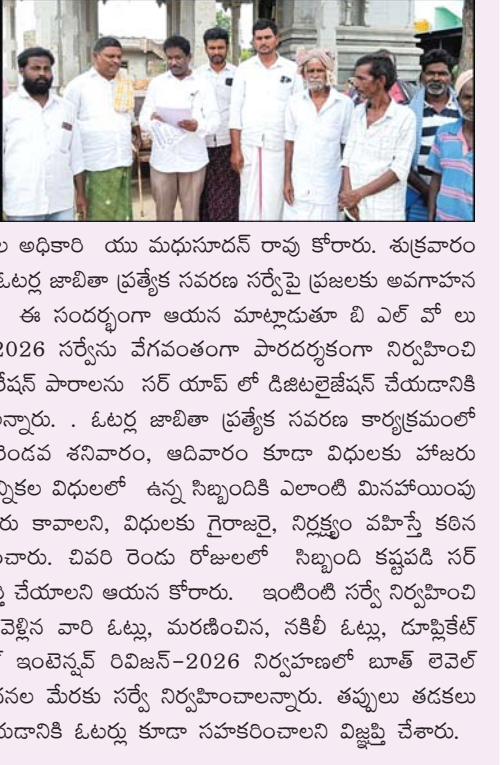 ల అధికారి యు మధుసూదన్ రావు కోరారు. శుక్రవారం
ఓటర్ల జాబితా ప్రత్యేక సవరణ సర్వేపై ప్రజలకు అవగాహన
ఈ సందర్భంగా ఆయన మాట్లాడుతూ బి ఎల్ వో లు
2026 సర్వేను వేగవంతంగా పారదర్శకంగా నిర్వహించి
రేషన్ పారాలను సర్ యాప్ లో డిజిటలైజేషన్ చేయడానికి
న్నారు. . ఓటర్ల జాబితా ప్రత్యేక సవరణ కార్యక్రమంలో
రెండవ శనివారం, ఆదివారం కూడా విధులకు హాజరు
న్నికల విధులలో ఉన్న సిబ్బందికి ఎలాంటి మినహాయింపు
రు కావాలని, విధులకు గైరాజరై, నిర్లక్ష్యం వహిస్తే కఠిన
ంచారు. చివరి రెండు రోజులలో సిబ్బంది కష్టపడి సర్
్తి చేయాలని ఆయన కోరారు. ఇంటింటి సర్వే నిర్వహించి
వెళ్లిన వారి ఓట్లు, మరణించిన, నకిలీ ఓట్లు, డూప్లికేట్
ఇంటెన్షవ్ రివిజన్-2026 నిర్వహణలో బూత్ లెవెల్
నల మేరకు సర్వే నిర్వహించాలన్నారు. తప్పులు తడకలు
యడానికి ఓటర్లు కూడా సహకరించాలని విజ్ఞప్తి చేశారు.